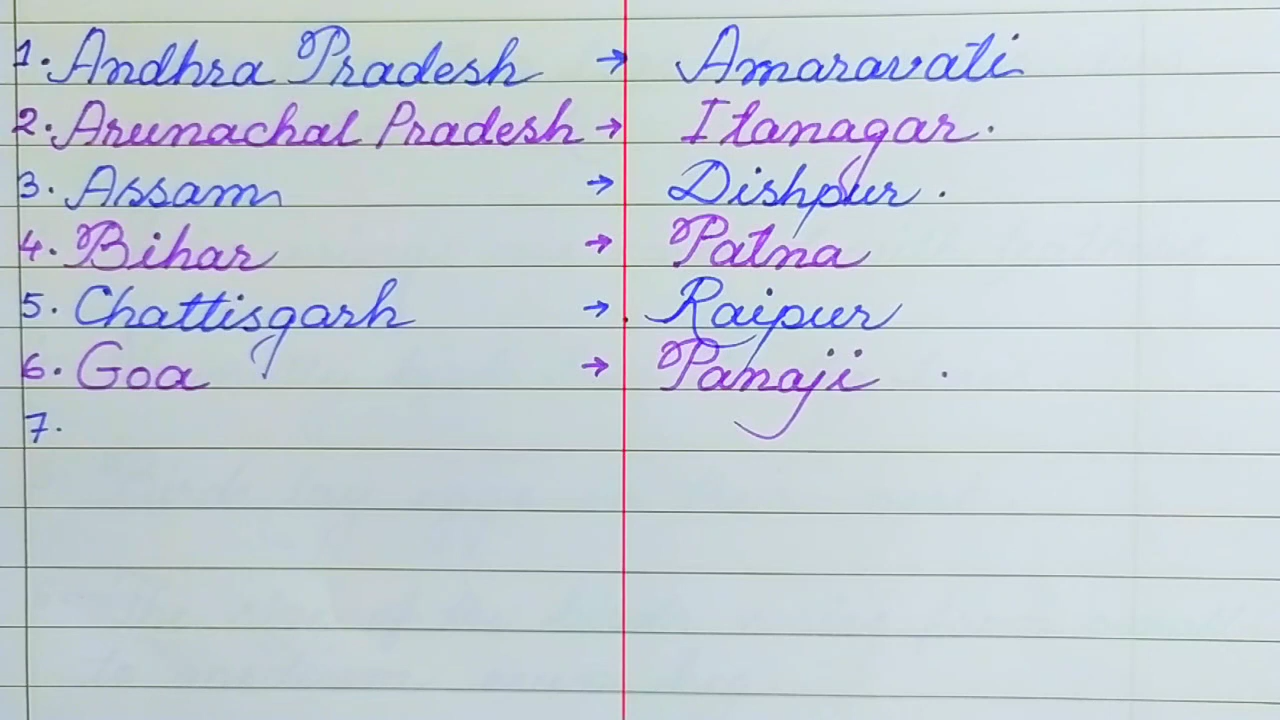 1. Andhra Pradesh → Amaravati
2. Arunachal Pradesh → Itanagar.
3. Assam → Dishpur.
4. Bihar → Patna
5. Chattisgarh → Raipur
6. Goa → Panaji.
7.